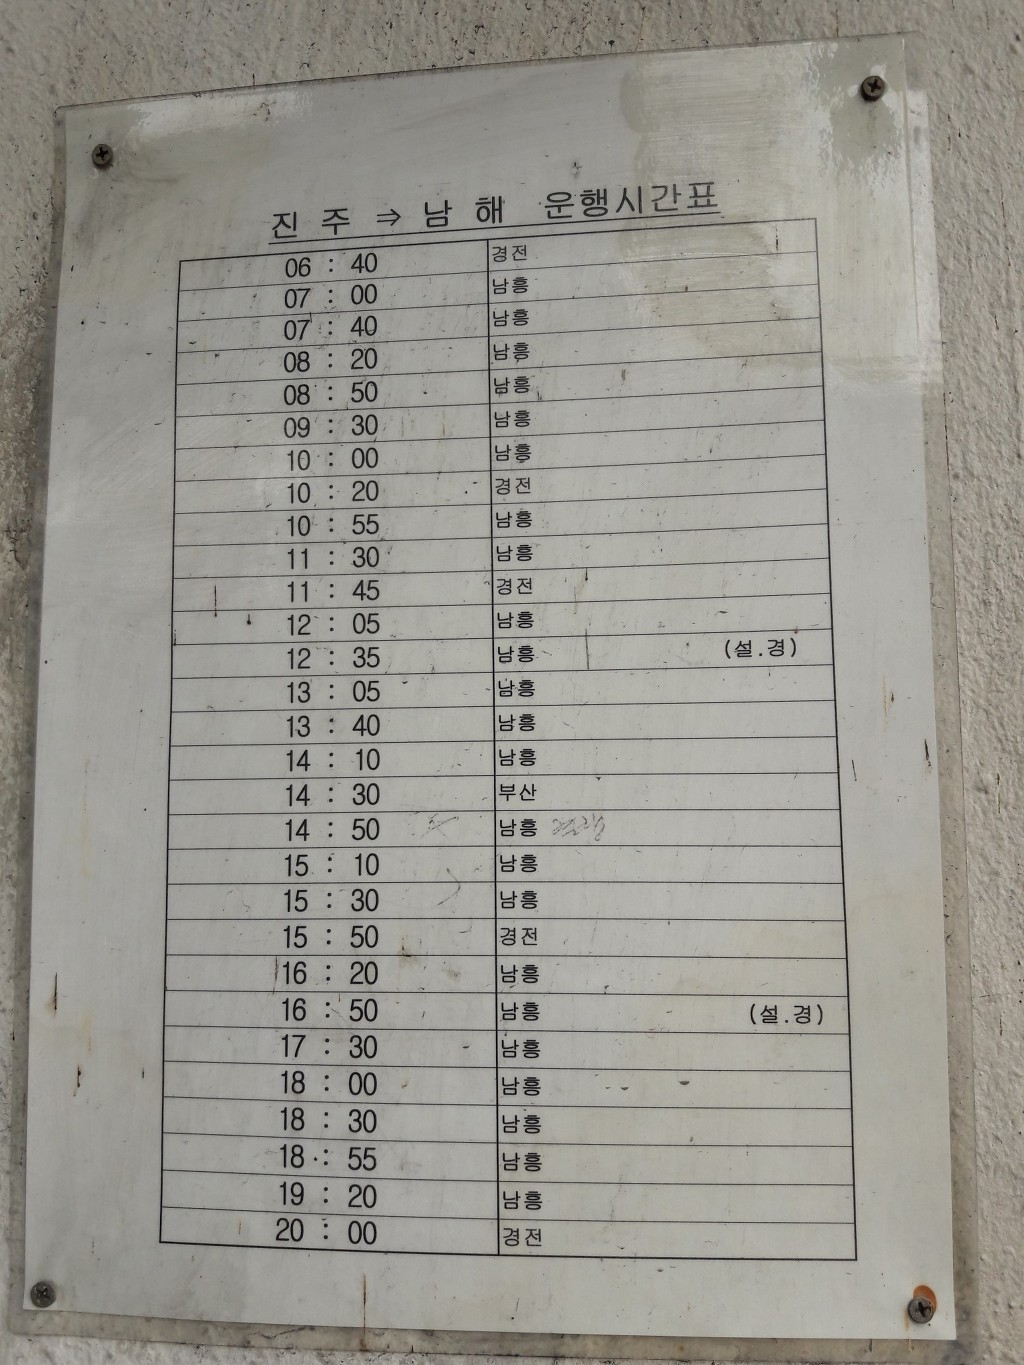 진 주 ⇒ 남 해 운행시간표
06 : 40 경전
07 : 00 남흥
07 : 40 남흥
08 : 20 남흥
08 : 50 남흥
09 : 30 남흥
10 : 00 남흥
10 : 20 경전
10 : 55 남흥
11 : 30 남흥
11 : 45 경전
12 : 05 남흥
12 : 35 남흥 (설.경)
13 : 05 남흥
13 : 40 남흥
14 : 10 남흥
14 : 30 부산
14 : 50 남흥
15 : 10 남흥
15 : 30 남흥
15 : 50 경전
16 : 20 남흥
16 : 50 남흥 (설.경)
17 : 30 남흥
18 : 00 남흥
18 : 30 남흥
18 : 55 남흥
19 : 20 남흥
20 : 00 경전